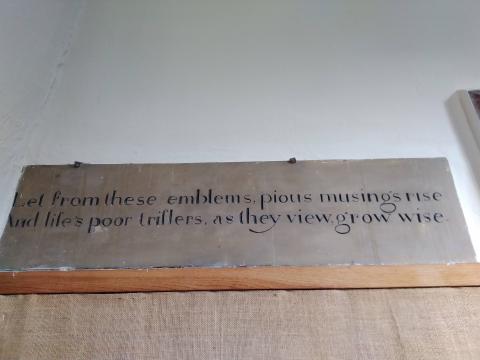 Let from these emblems, pious musings rise
And life's poor triflers, as they view, grow wise.